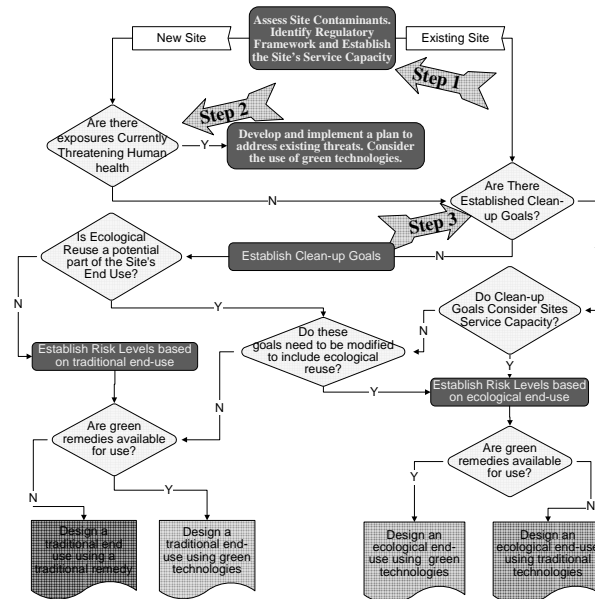 Assess Site Contaminants.
Identify Regulatory
Framework and Establish
the Site's Service Capacity
New Site
Existing Site
Step 1
Step 2
Are there
exposures Currently
Threatening Human
health
Y
Develop and implement a plan to
address existing threats. Consider
the use of green technologies.
N
Are There
Established Clean-
up Goals?
Step 3
Is Ecological
Reuse a potential
part of the Site's
End Use?
Establish Clean-up Goals
N
N
Y
Do these
goals need to be modified
to include ecological
reuse?
N
Do Clean-up
Goals Consider Sites
Service Capacity?
N
Y
Establish Risk Levels based
on traditional end-use
Y
Establish Risk Levels based
on ecological end-use
N
Are green
remedies available
for use?
Are green
remedies available
for use?
N
Y
Y
N
Design a
traditional end
use using a
traditional remedy
Design a
traditional end-
use using green
technologies
Design an
ecological end-
use using green
technologies
Design an
ecological end-use
using traditional
technologies